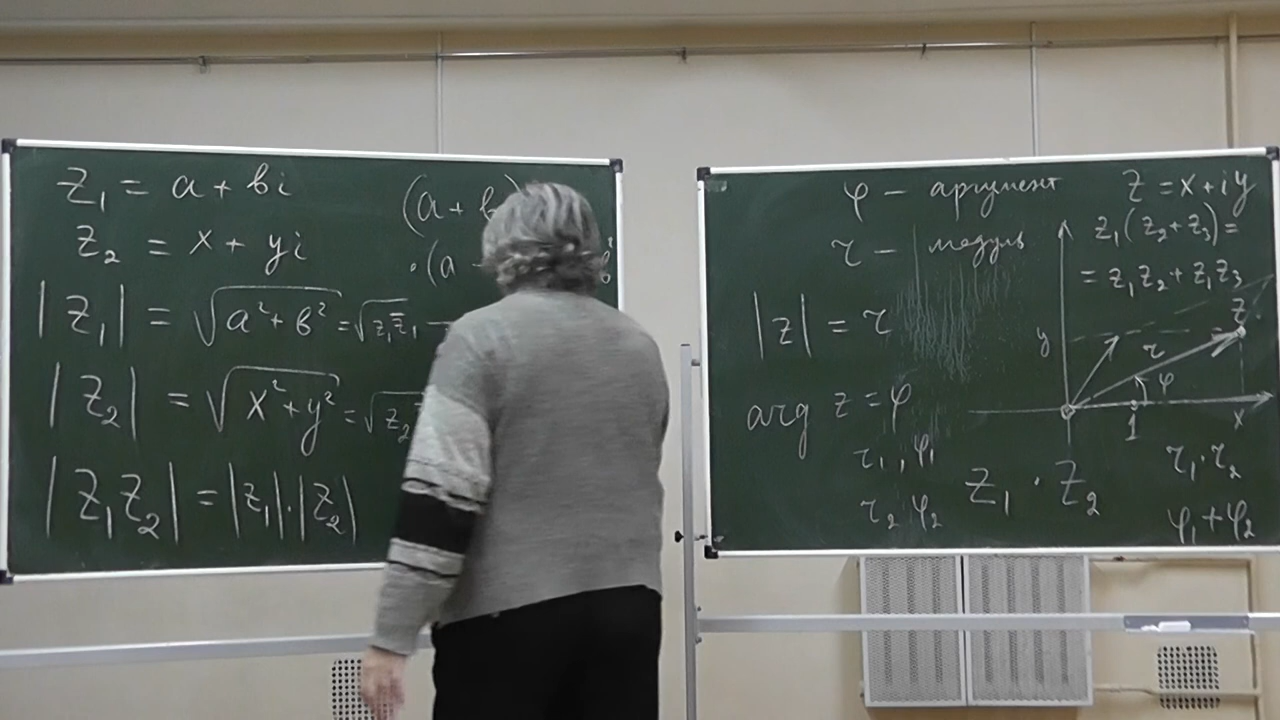 z₁ = a + bi
(a + b
z₂ = x + yi
·(a -
|z₁| = √(a² + b²) = √(z₁z̄₁)
|z₂| = √(x² + y²) = √(z₂
|z₁z₂| = |z₁|·|z₂|
φ – аргумент
z = x + iy
r – модуль
z₁(z₂ + z₃) =
= z₁z₂ + z₁z₃
|z| = r
arg z = φ
y
z
r
φ
1
x
r₁, φ₁
r₂ φ₂
z₁ · z₂
r₁·r₂
φ₁ + φ₂